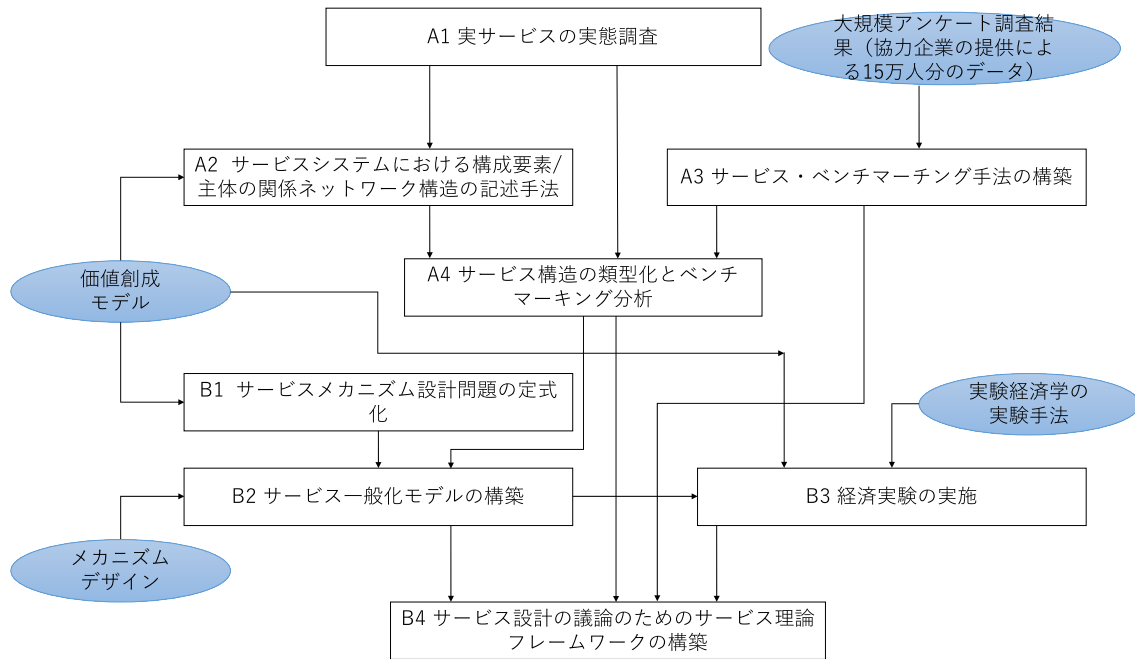 A1 実サービスの実態調査
大規模アンケート調査結
果（協力企業の提供によ
る15万人分のデータ）
A2 サービスシステムにおける構成要素/
主体の関係ネットワーク構造の記述手法
A3 サービス・ベンチマーチング手法の構築
価値創成
モデル
A4 サービス構造の類型化とベンチ
マーキング分析
B1 サービスメカニズム設計問題の定式
化
実験経済学の
実験手法
B2 サービス一般化モデルの構築
B3 経済実験の実施
メカニズム
デザイン
B4 サービス設計の議論のためのサービス理論
フレームワークの構築